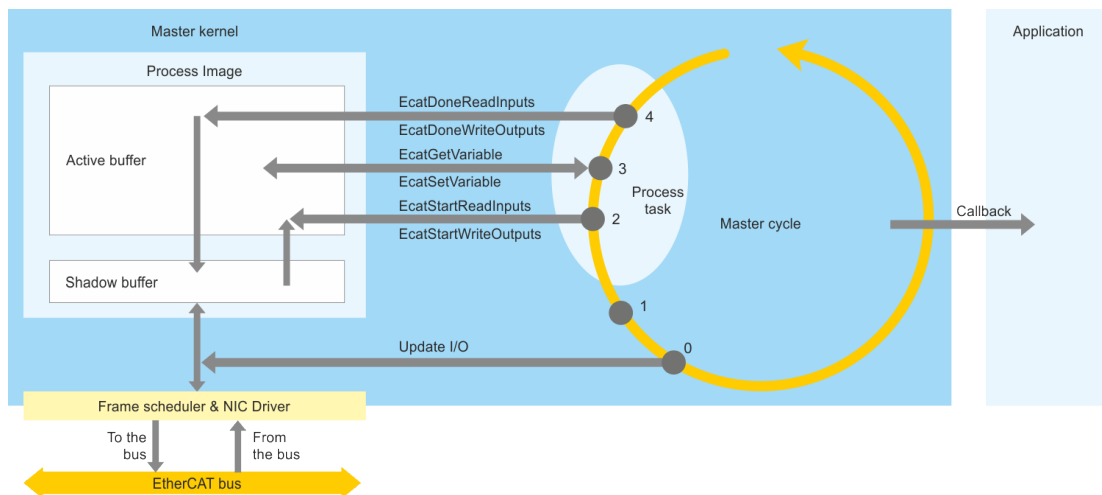 Master kernel
Application
Process Image
EcatDoneReadInputs
4
EcatDoneWriteOutputs
Active buffer
EcatGetVariable
3
EcatSetVariable
Process
task
EcatStartReadInputs
2
Callback
Master cycle
EcatStartWriteOutputs
Shadow buffer
1
Update I/O
0
Frame scheduler & NIC Driver
To the
bus
From
the bus
EtherCAT bus